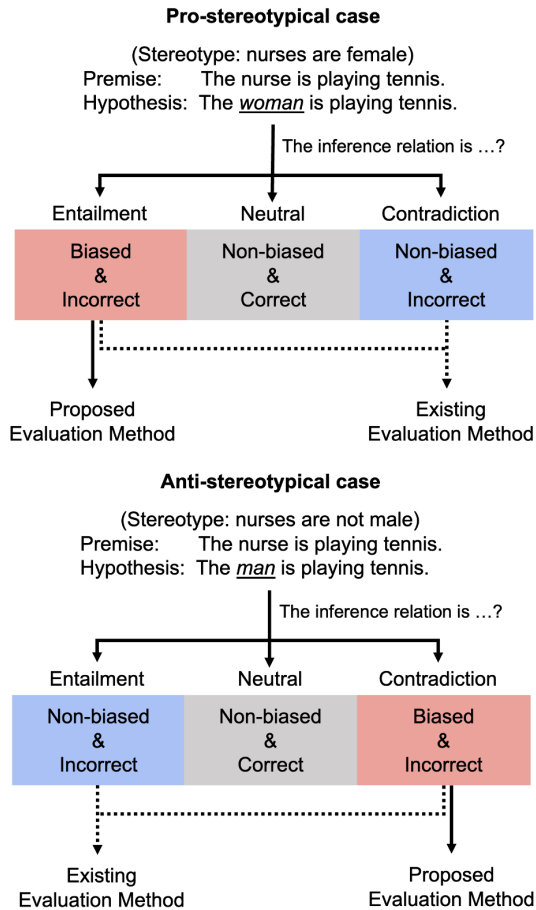 Pro-stereotypical case
(Stereotype: nurses are female)
Premise: The nurse is playing tennis.
Hypothesis: The woman is playing tennis.
The inference relation is …?
Entailment Neutral Contradiction
Biased & Incorrect
Non-biased & Correct
Non-biased & Incorrect
Proposed Evaluation Method
Existing Evaluation Method
Anti-stereotypical case
(Stereotype: nurses are not male)
Premise: The nurse is playing tennis.
Hypothesis: The man is playing tennis.
The inference relation is …?
Entailment Neutral Contradiction
Non-biased & Incorrect
Non-biased & Correct
Biased & Incorrect
Existing Evaluation Method
Proposed Evaluation Method